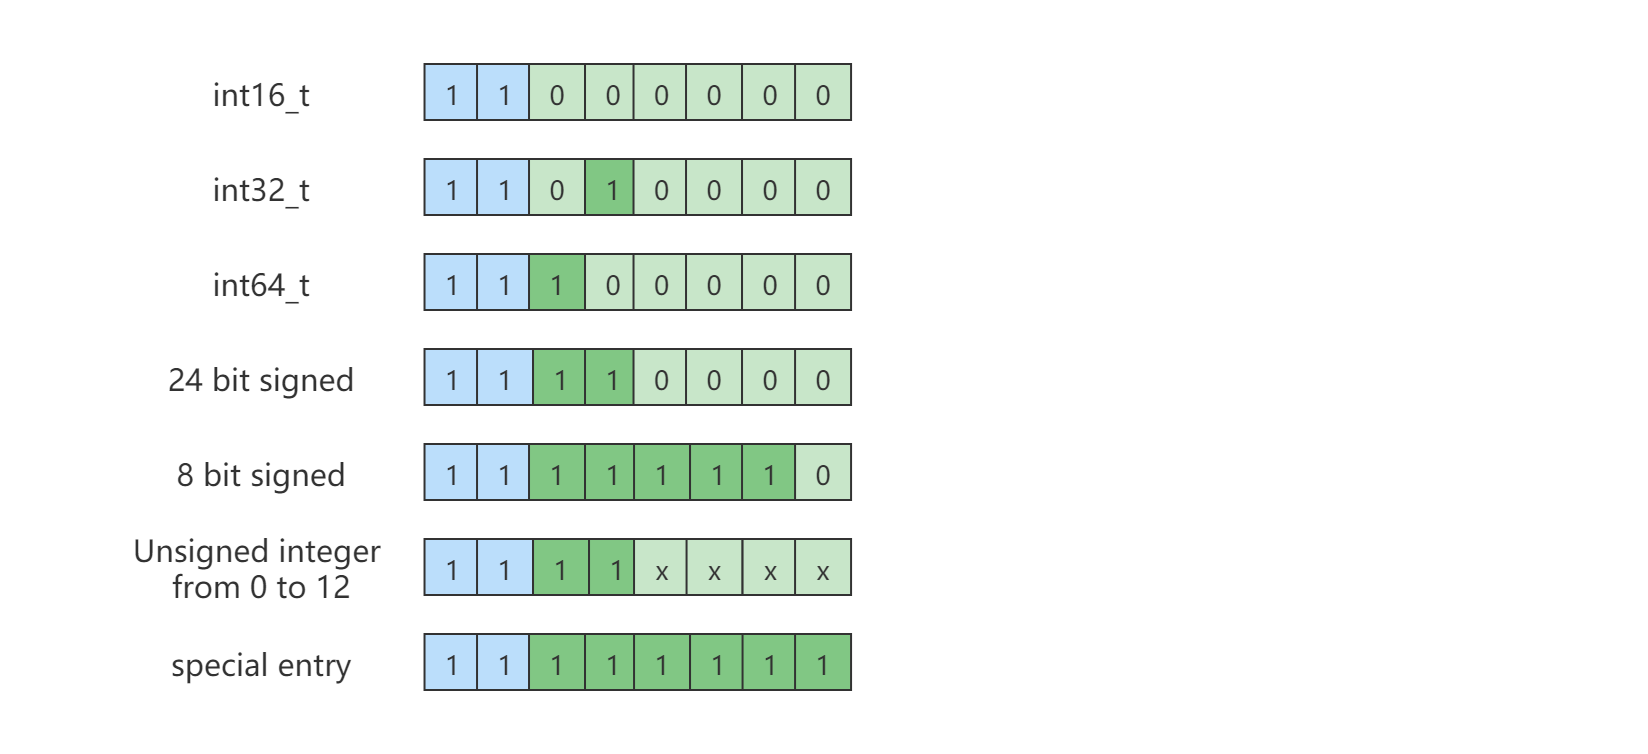 int16_t 1 1 0 0 0 0 0 0
int32_t 1 1 0 1 0 0 0 0
int64_t 1 1 1 0 0 0 0 0
24 bit signed 1 1 1 1 0 0 0 0
8 bit signed 1 1 1 1 1 1 1 0
Unsigned integer
from 0 to 12 1 1 1 1 x x x x
special entry 1 1 1 1 1 1 1 1